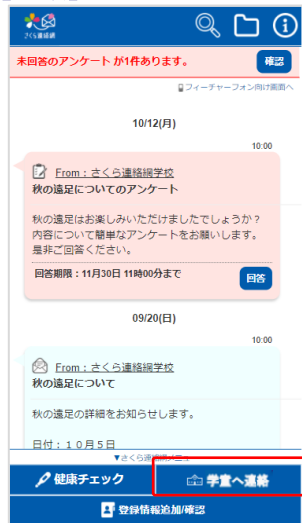 さくら連絡網
未回答のアンケート が1件あります。
確認
フィーチャーフォン向け画面へ
10/12(月)
10:00
From：さくら連絡網学校
秋の遠足についてのアンケート
秋の遠足はお楽しみいただけましたでしょうか？
内容について簡単なアンケートをお願いします。
是非ご回答ください。
回答期限：11月30日 11時00分まで
回答
09/20(日)
10:00
From：さくら連絡網学校
秋の遠足について
秋の遠足の詳細をお知らせします。
日付：１０月５日
▼さくら連絡網メニュー
健康チェック
学童へ連絡
登録情報追加/確認